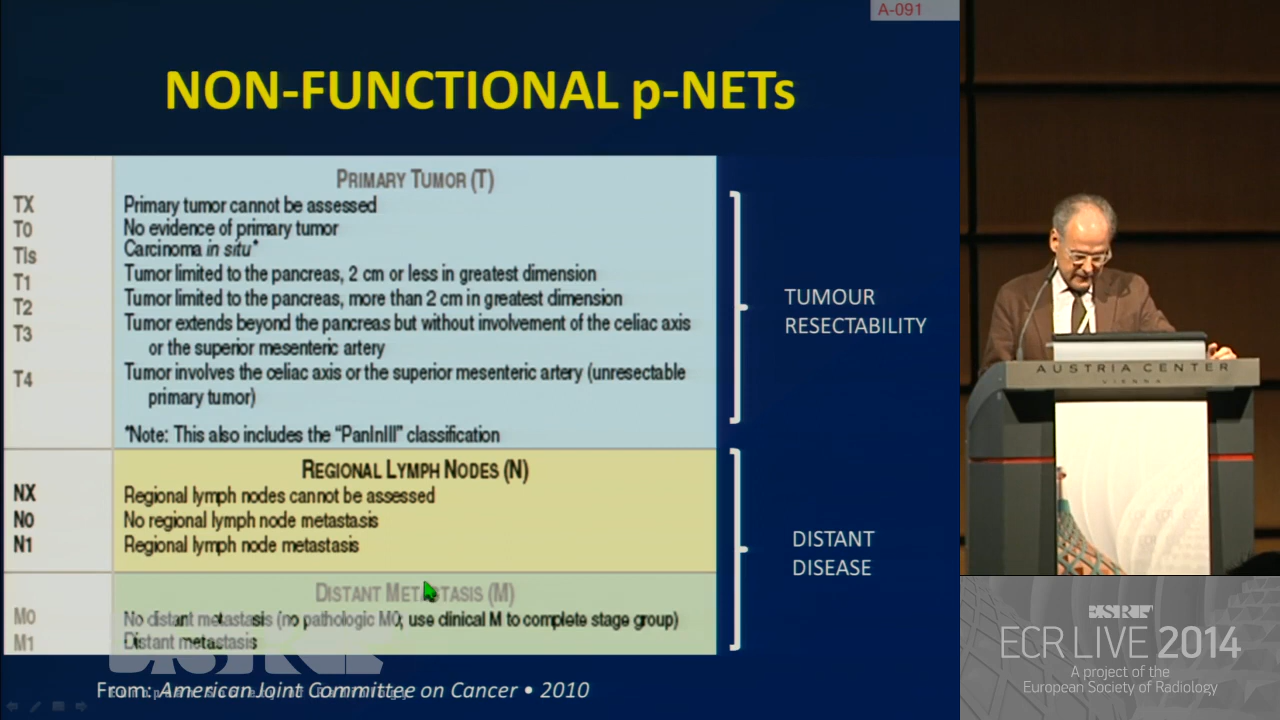 A-091
NON-FUNCTIONAL p-NETs
PRIMARY TUMOR (T)
TX Primary tumor cannot be assessed
T0 No evidence of primary tumor
Tis Carcinoma in situ*
T1 Tumor limited to the pancreas, 2 cm or less in greatest dimension
T2 Tumor limited to the pancreas, more than 2 cm in greatest dimension
T3 Tumor extends beyond the pancreas but without involvement of the celiac axis
or the superior mesenteric artery
T4 Tumor involves the celiac axis or the superior mesenteric artery (unresectable
primary tumor)
*Note: This also includes the “PanInIII” classification
TUMOUR
RESECTABILITY
REGIONAL LYMPH NODES (N)
NX Regional lymph nodes cannot be assessed
N0 No regional lymph node metastasis
N1 Regional lymph node metastasis
DISTANT METASTASIS (M)
M0 No distant metastasis (no pathologic M0; use clinical M to complete stage group)
M1 Distant metastasis
DISTANT
DISEASE
From: American Joint Committee on Cancer • 2010
AUSTRIA CENTER
VIENNA
ESR
ECR LIVE 2014
A project of the
European Society of Radiology